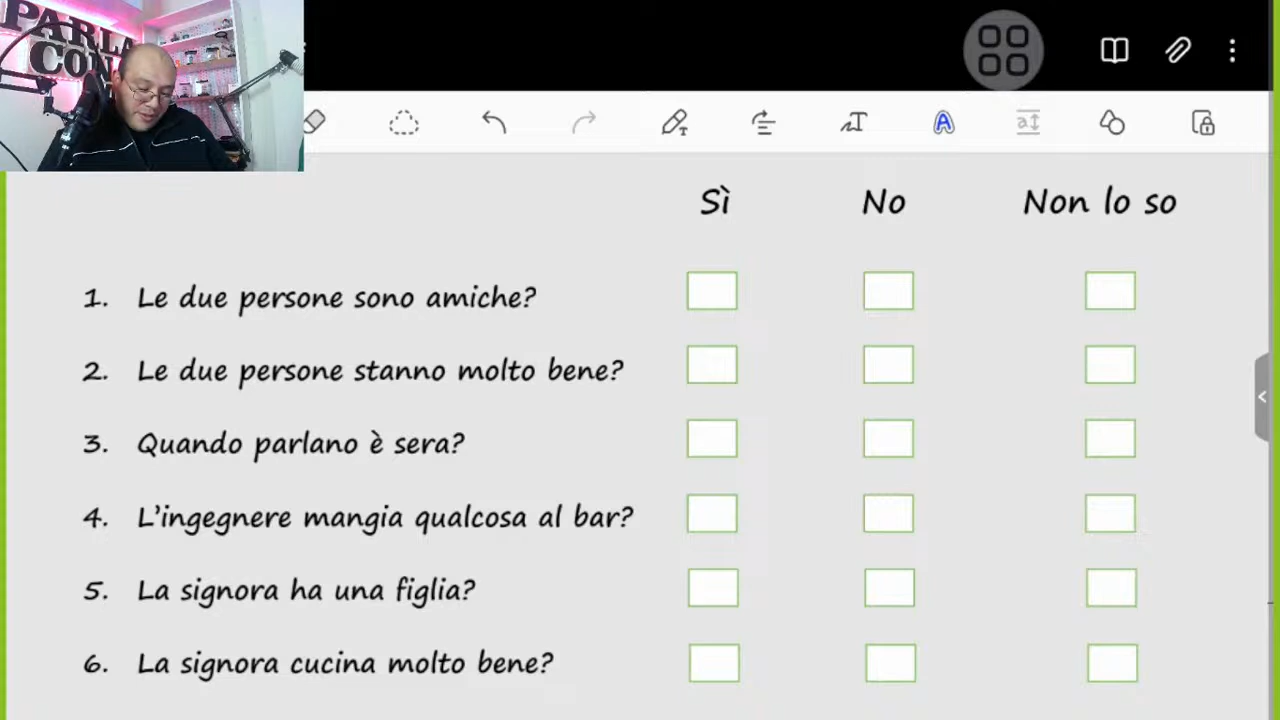 PARLA
CON
Sì No Non lo so
1. Le due persone sono amiche?
2. Le due persone stanno molto bene?
3. Quando parlano è sera?
4. L'ingegnere mangia qualcosa al bar?
5. La signora ha una figlia?
6. La signora cucina molto bene?